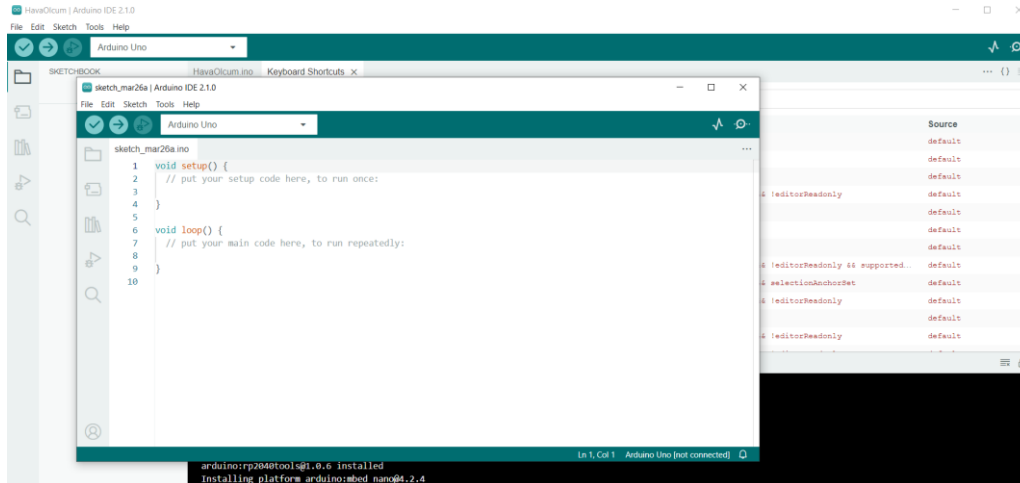 HavaOlcum | Arduino IDE 2.1.0
File Edit Sketch Tools Help
Arduino Uno
SKETCHBOOK
HavaOlcum.ino Keyboard Shortcuts
sketch_mar26a | Arduino IDE 2.1.0
File Edit Sketch Tools Help
Arduino Uno
sketch_mar26a.ino
1 void setup() {
2 // put your setup code here, to run once:
3
4 }
5
6 void loop() {
7 // put your main code here, to run repeatedly:
8
9 }
10
Ln 1, Col 1 Arduino Uno [not connected]
Source
default
default
default
& !editorReadonly default
default
default
default
& !editorReadonly && supported... default
& selectionAnchorSet default
& !editorReadonly default
default
& !editorReadonly default
arduino:rp2040tools@1.0.6 installed
Installing platform arduino:mbed_nano@4.2.4